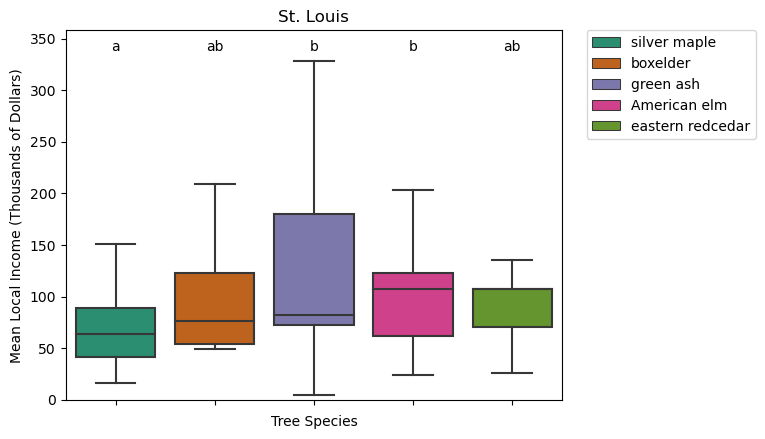 St. Louis
a ab b b ab
350
300
250
200
150
100
50
0
Mean Local Income (Thousands of Dollars)
Tree Species
silver maple
boxelder
green ash
American elm
eastern redcedar